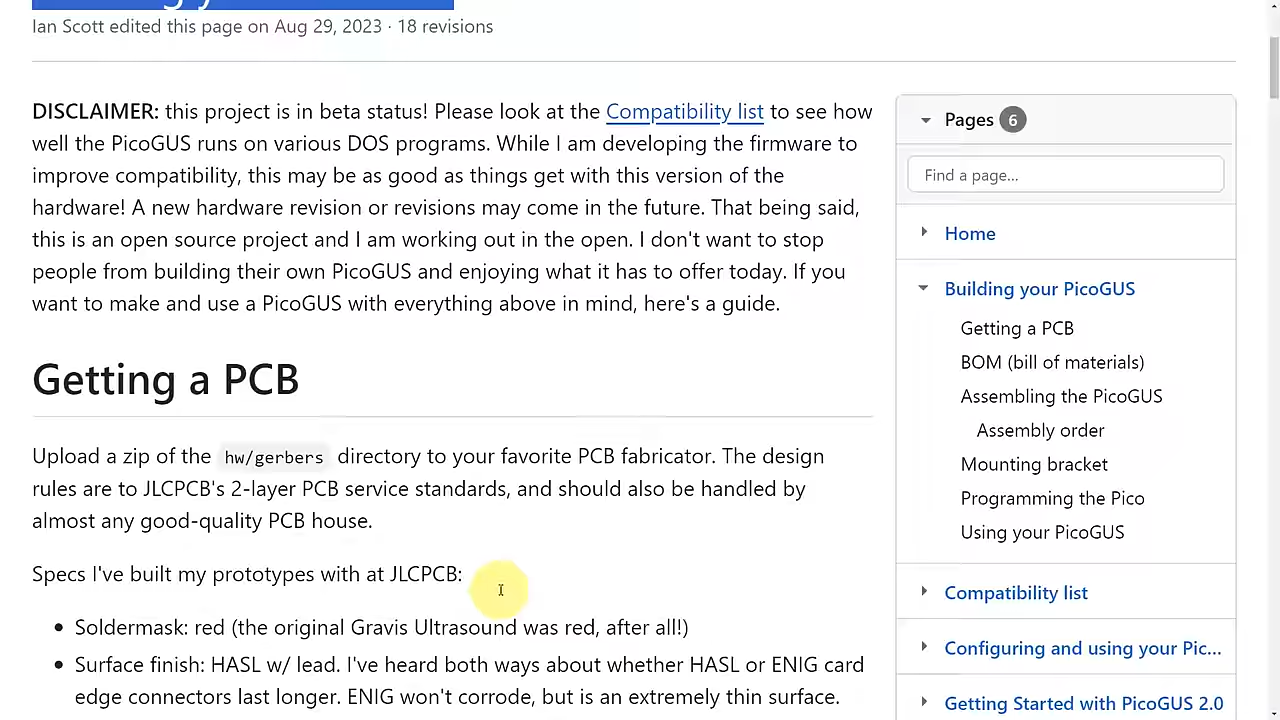 Ian Scott edited this page on Aug 29, 2023 · 18 revisions
DISCLAIMER: this project is in beta status! Please look at the Compatibility list to see how
well the PicoGUS runs on various DOS programs. While I am developing the firmware to
improve compatibility, this may be as good as things get with this version of the
hardware! A new hardware revision or revisions may come in the future. That being said,
this is an open source project and I am working out in the open. I don't want to stop
people from building their own PicoGUS and enjoying what it has to offer today. If you
want to make and use a PicoGUS with everything above in mind, here's a guide.
Getting a PCB
Upload a zip of the hw/gerbers directory to your favorite PCB fabricator. The design
rules are to JLCPCB's 2-layer PCB service standards, and should also be handled by
almost any good-quality PCB house.
Specs I've built my prototypes with at JLCPCB:
• Soldermask: red (the original Gravis Ultrasound was red, after all!)
• Surface finish: HASL w/ lead. I've heard both ways about whether HASL or ENIG card
edge connectors last longer. ENIG won't corrode, but is an extremely thin surface.
Pages 6
Find a page...
Home
Building your PicoGUS
Getting a PCB
BOM (bill of materials)
Assembling the PicoGUS
Assembly order
Mounting bracket
Programming the Pico
Using your PicoGUS
Compatibility list
Configuring and using your Pic...
Getting Started with PicoGUS 2.0